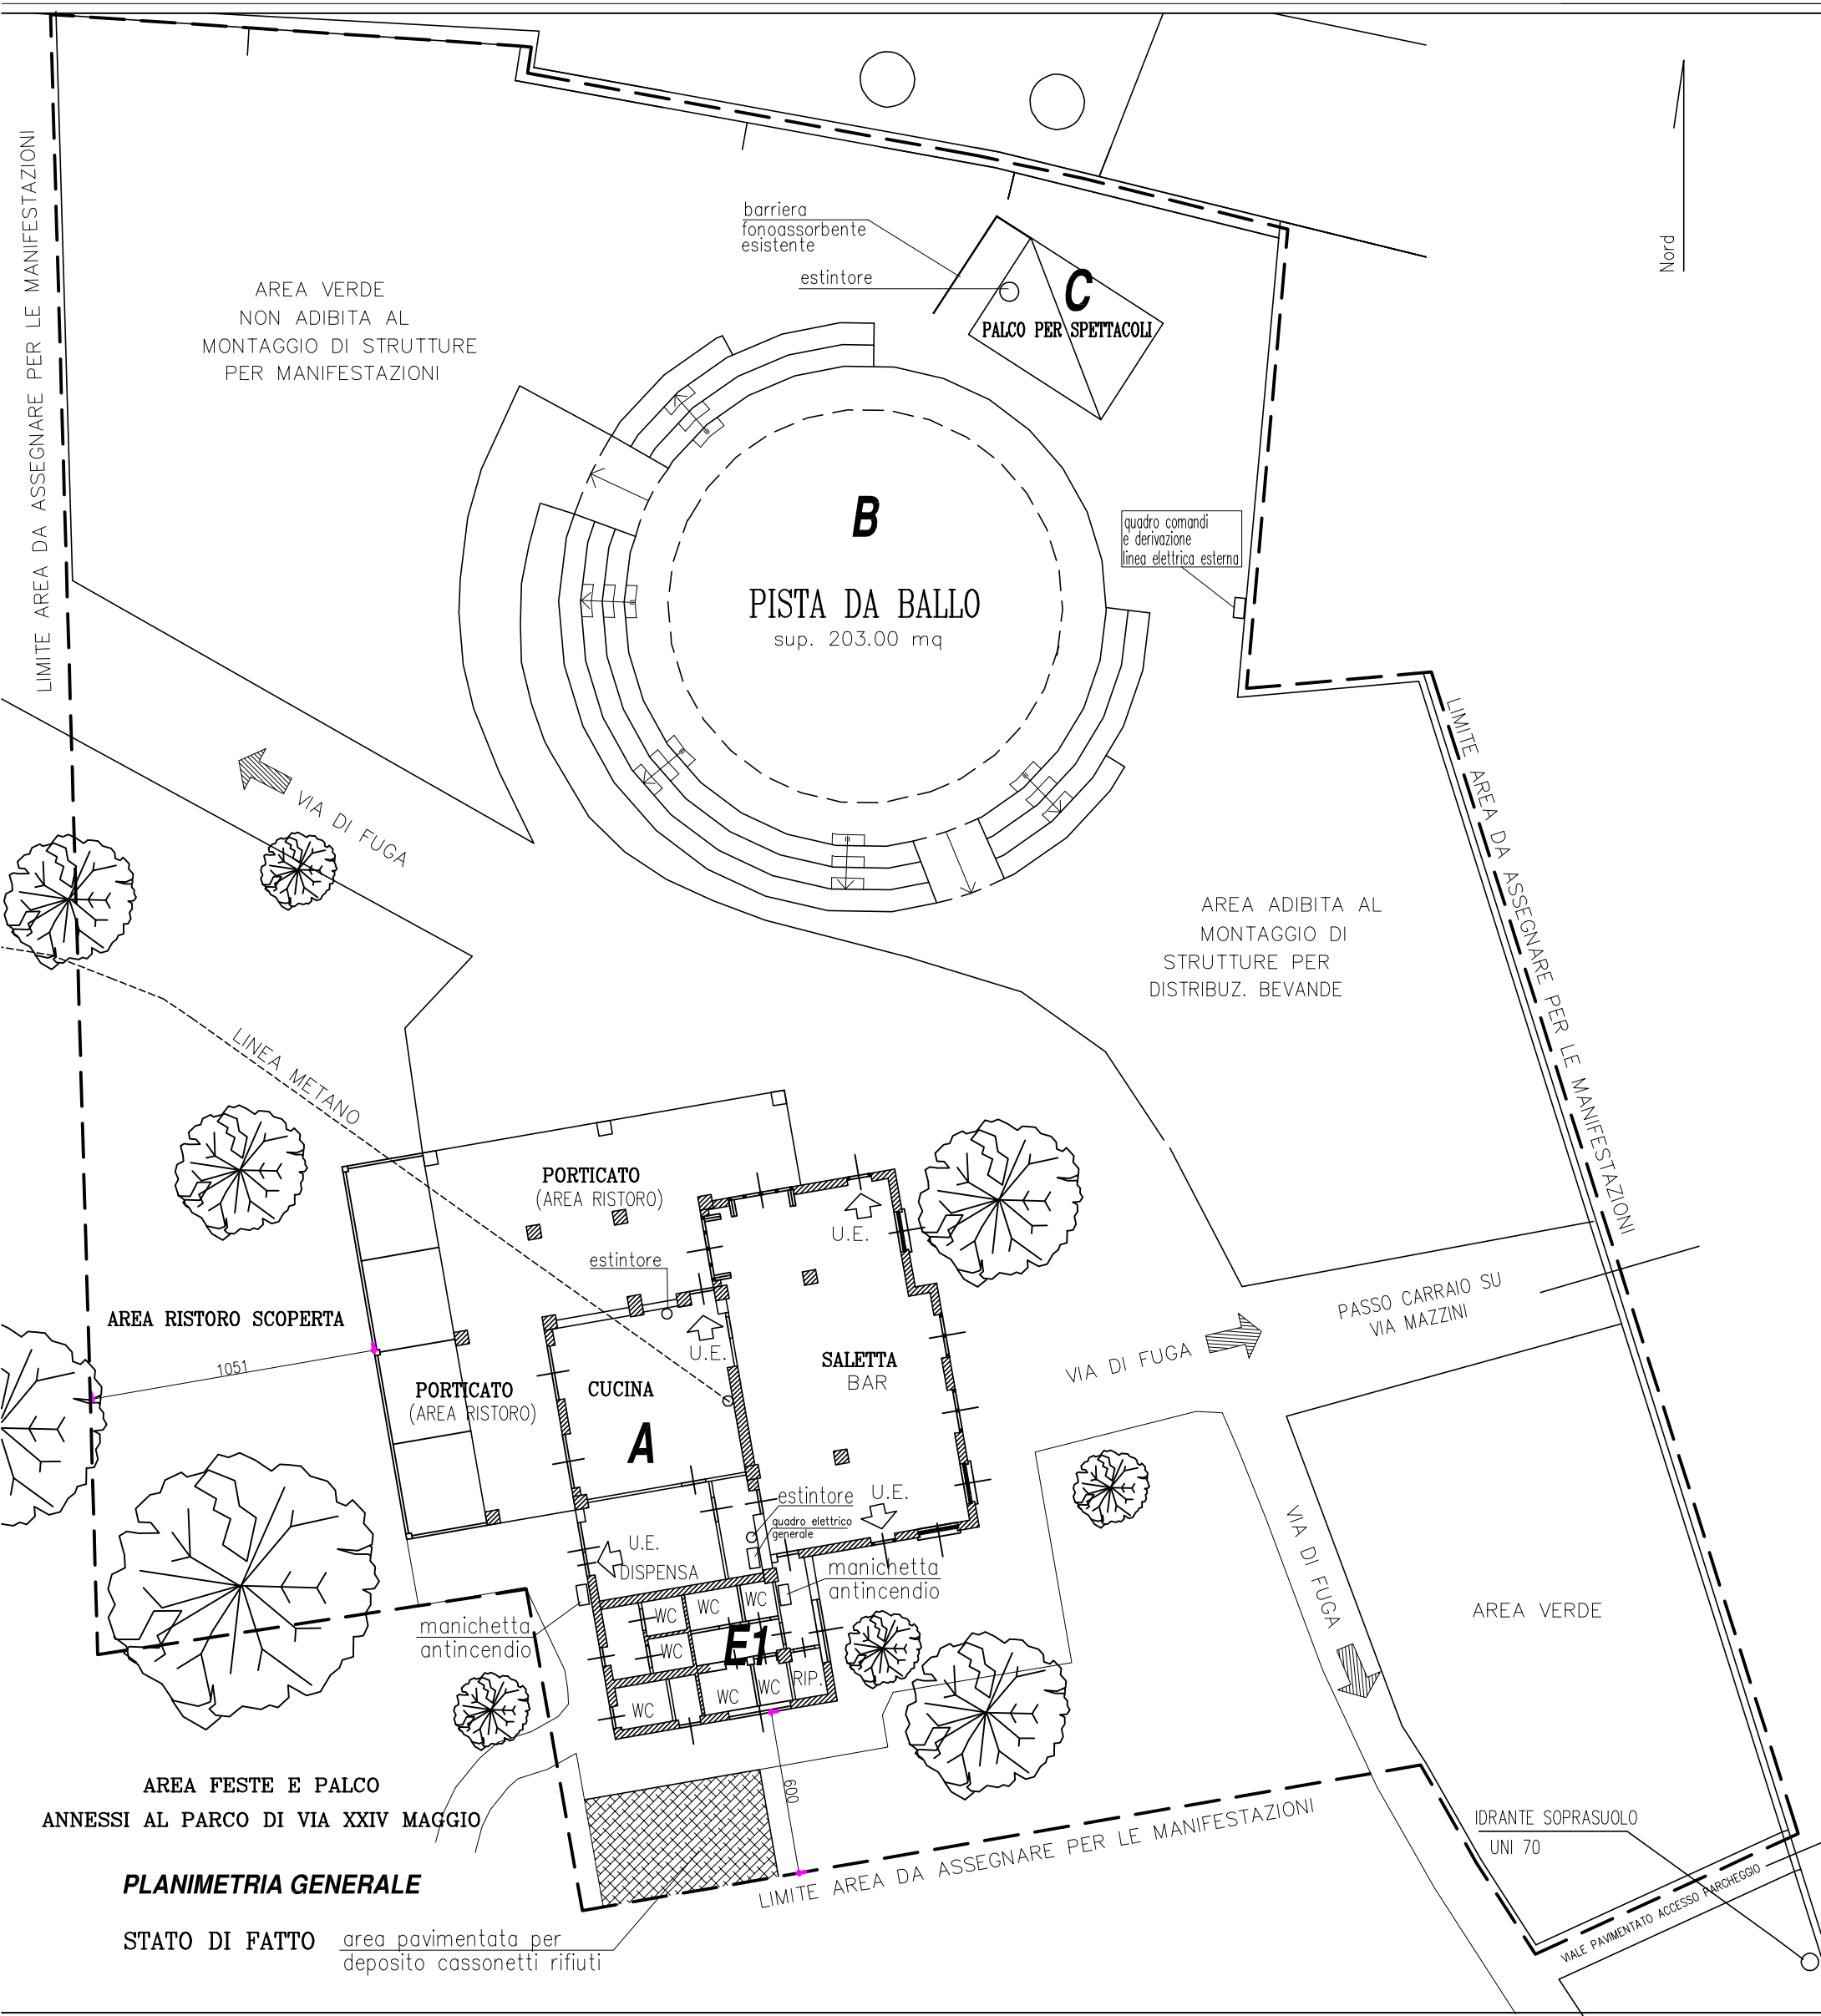 LIMITE AREA DA ASSEGNARE PER LE MANIFESTAZIONI
Nord
barriera
fonoassorbente
esistente
estintore
C
PALCO PER SPETTACOLI
AREA VERDE
NON ADIBITA AL
MONTAGGIO DI STRUTTURE
PER MANIFESTAZIONI
B
PISTA DA BALLO
sup. 203.00 mq
quadro comandi
e derivazione
linea elettrica esterna
LIMITE AREA DA ASSEGNARE PER LE MANIFESTAZIONI
VIA DI FUGA
AREA ADIBITA AL
MONTAGGIO DI
STRUTTURE PER
DISTRIBUZ. BEVANDE
LINEA METANO
PORTICATO
(AREA RISTORO)
U.E.
estintore
AREA RISTORO SCOPERTA
1051
U.E.
PORTICATO
(AREA RISTORO)
CUCINA
A
SALETTA
BAR
VIA DI FUGA
PASSO CARRAIO SU
VIA MAZZINI
estintore
U.E.
quadro elettrico
generale
U.E.
DISPENSA
manichetta
antincendio
VIA DI FUGA
AREA VERDE
manichetta
antincendio
WC
WC
WC
WC
E1
WC
WC
WC
RIP.
600
AREA FESTE E PALCO
ANNESSI AL PARCO DI VIA XXIV MAGGIO
PLANIMETRIA GENERALE
STATO DI FATTO
area pavimentata per
deposito cassonetti rifiuti
LIMITE AREA DA ASSEGNARE PER LE MANIFESTAZIONI
IDRANTE SOPRASUOLO
UNI 70
VIALE PAVIMENTATO ACCESSO PARCHEGGIO